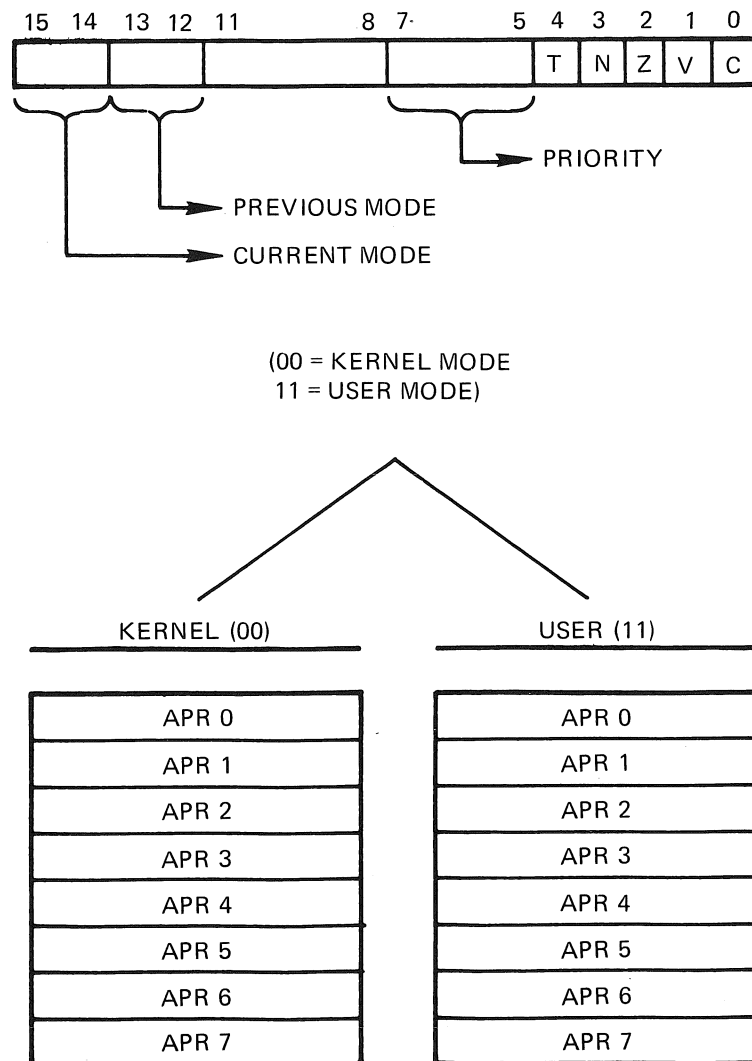 15 14 13 12 11 8 7 5 4 3 2 1 0
T N Z V C
PRIORITY
PREVIOUS MODE
CURRENT MODE
(00 = KERNEL MODE
11 = USER MODE)
KERNEL (00) USER (11)
APR 0 APR 0
APR 1 APR 1
APR 2 APR 2
APR 3 APR 3
APR 4 APR 4
APR 5 APR 5
APR 6 APR 6
APR 7 APR 7